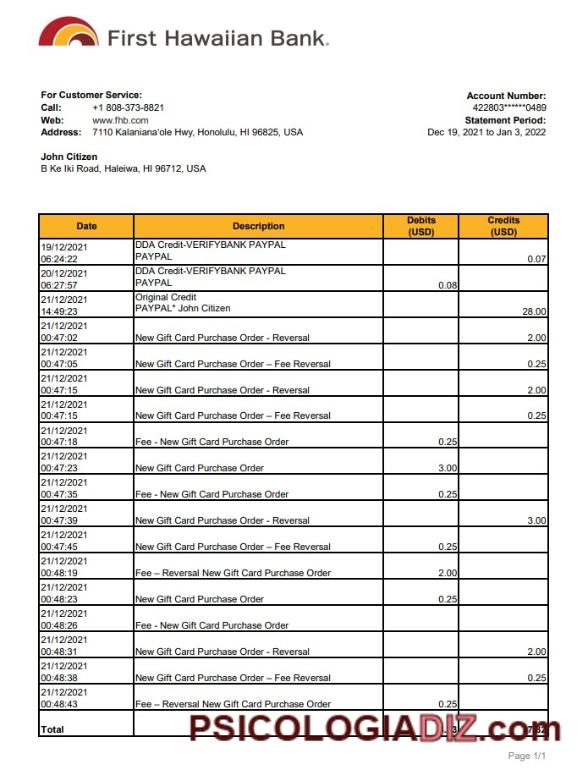 First Hawaiian Bank.
For Customer Service:
Call: +1 808-373-8821
Web: www.fhb.com
Address: 7110 Kalaniana'ole Hwy, Honolulu, HI 96825, USA
Account Number:
422803******0489
Statement Period:
Dec 19, 2021 to Jan 3, 2022
John Citizen
B Ke Iki Road, Haleiwa, HI 96712, USA
Date Description Debits (USD) Credits (USD)
19/12/2021 DDA Credit-VERIFYBANK PAYPAL
06:24:22 PAYPAL 0.07
20/12/2021 DDA Credit-VERIFYBANK PAYPAL
06:27:57 PAYPAL 0.08
21/12/2021 Original Credit
14:49:23 PAYPAL* John Citizen 28.00
21/12/2021
00:47:02 New Gift Card Purchase Order - Reversal 2.00
21/12/2021
00:47:05 New Gift Card Purchase Order – Fee Reversal 0.25
21/12/2021
00:47:15 New Gift Card Purchase Order - Reversal 2.00
21/12/2021
00:47:15 New Gift Card Purchase Order – Fee Reversal 0.25
21/12/2021
00:47:18 Fee - New Gift Card Purchase Order 0.25
21/12/2021
00:47:23 New Gift Card Purchase Order 3.00
21/12/2021
00:47:35 Fee - New Gift Card Purchase Order 0.25
21/12/2021
00:47:39 New Gift Card Purchase Order - Reversal 3.00
21/12/2021
00:47:45 New Gift Card Purchase Order – Fee Reversal 0.25
21/12/2021
00:48:19 Fee – Reversal New Gift Card Purchase Order 2.00
21/12/2021
00:48:23 New Gift Card Purchase Order 0.25
21/12/2021
00:48:26 Fee - New Gift Card Purchase Order
21/12/2021
00:48:31 New Gift Card Purchase Order - Reversal 2.00
21/12/2021
00:48:38 New Gift Card Purchase Order – Fee Reversal 0.25
21/12/2021
00:48:43 Fee – Reversal New Gift Card Purchase Order 0.25
Total
PSICOLOGIADIZ.com
Page 1/1